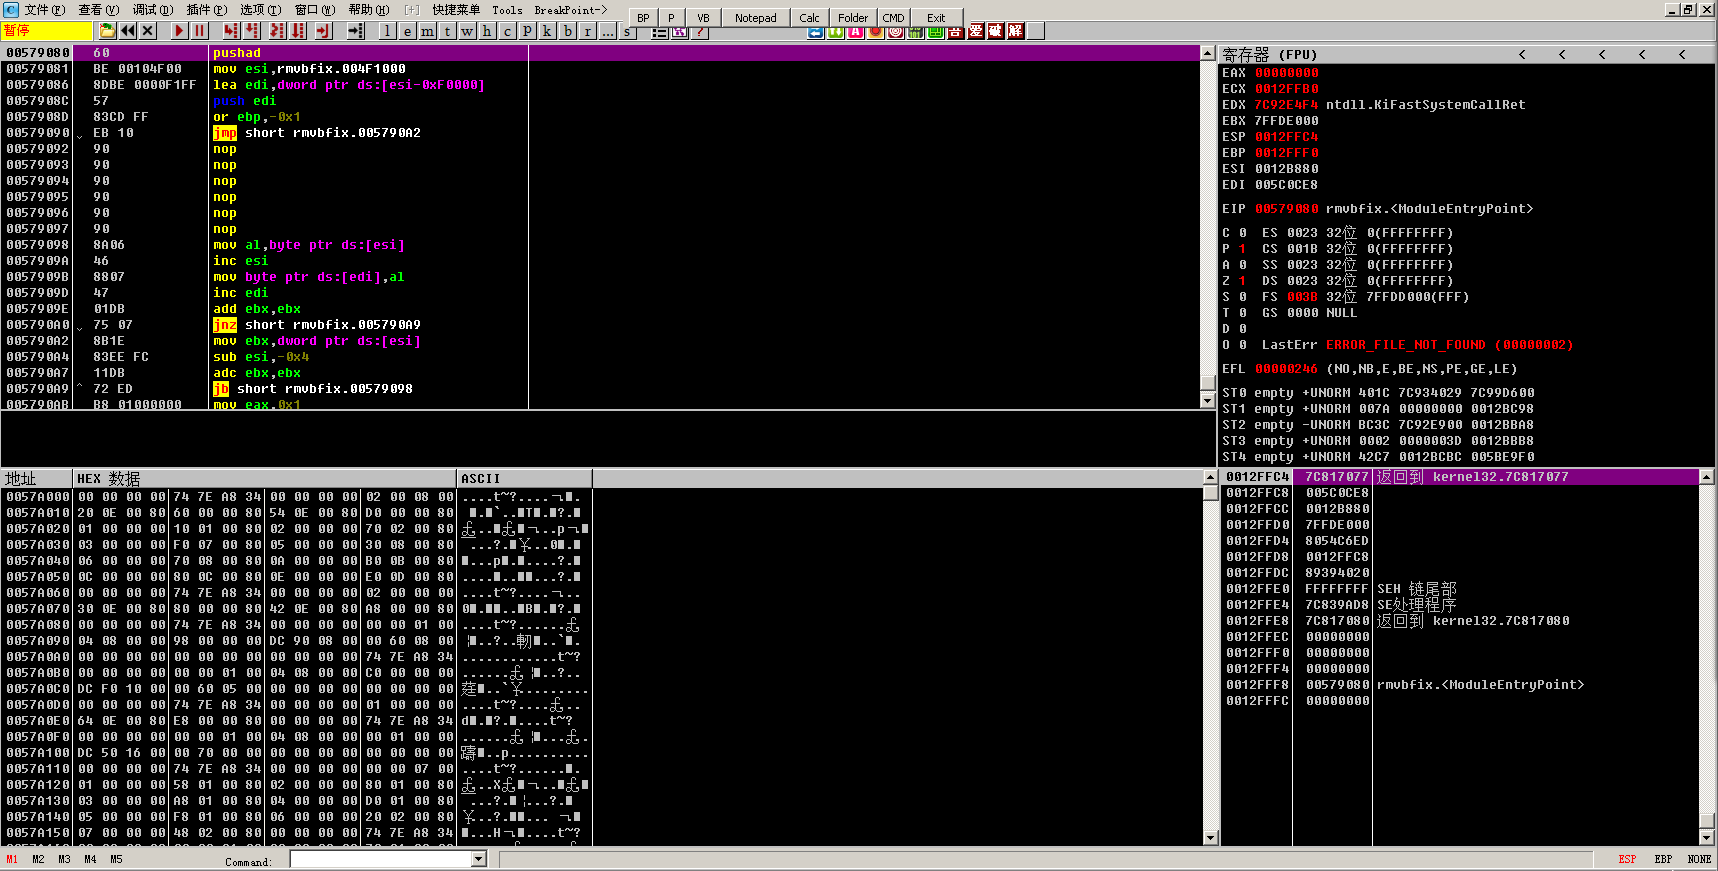 文件(F) 查看(V) 调试(D) 插件(P) 选项(T) 窗口(W) 帮助(H) [+] 快捷菜单 Tools BreakPoint->
BP P VB Notepad Calc Folder CMD Exit
暂停 l e m t w h c p k b r ... s ? 吾 爱 破 解
00579080 60 pushad
00579081 BE 00104F00 mov esi,rmvbfix.004F1000
00579086 8DBE 0000F1FF lea edi,dword ptr ds:[esi-0xF0000]
0057908C 57 push edi
0057908D 83CD FF or ebp,-0x1
00579090 EB 10 jmp short rmvbfix.005790A2
00579092 90 nop
00579093 90 nop
00579094 90 nop
00579095 90 nop
00579096 90 nop
00579097 90 nop
00579098 8A06 mov al,byte ptr ds:[esi]
0057909A 46 inc esi
0057909B 8807 mov byte ptr ds:[edi],al
0057909D 47 inc edi
0057909E 01DB add ebx,ebx
005790A0 75 07 jnz short rmvbfix.005790A9
005790A2 8B1E mov ebx,dword ptr ds:[esi]
005790A4 83EE FC sub esi,-0x4
005790A7 11DB adc ebx,ebx
005790A9 72 ED jb short rmvbfix.00579098
005790AB B8 01000000 mov eax,0x1
寄存器 (FPU) < < < < <
EAX 00000000
ECX 0012FFB0
EDX 7C92E4F4 ntdll.KiFastSystemCallRet
EBX 7FFDE000
ESP 0012FFC4
EBP 0012FFF0
ESI 0012B880
EDI 005C0CE8
EIP 00579080 rmvbfix.<ModuleEntryPoint>
C 0 ES 0023 32位 0(FFFFFFFF)
P 1 CS 001B 32位 0(FFFFFFFF)
A 0 SS 0023 32位 0(FFFFFFFF)
Z 1 DS 0023 32位 0(FFFFFFFF)
S 0 FS 003B 32位 7FFDD000(FFF)
T 0 GS 0000 NULL
D 0
O 0 LastErr ERROR_FILE_NOT_FOUND (00000002)
EFL 00000246 (NO,NB,E,BE,NS,PE,GE,LE)
ST0 empty +UNORM 401C 7C934029 7C99D600
ST1 empty +UNORM 007A 00000000 0012BC98
ST2 empty -UNORM BC3C 7C92E900 0012BBA8
ST3 empty +UNORM 0002 0000003D 0012BBB8
ST4 empty +UNORM 42C7 0012BCBC 005BE9F0
地址 HEX 数据 ASCII
0057A000 00 00 00 00 74 7E A8 34 00 00 00 00 02 00 08 00
0057A010 20 0E 00 80 60 00 00 80 54 0E 00 80 D0 00 00 80
0057A020 01 00 00 00 10 01 00 80 02 00 00 00 70 02 00 80
0057A030 03 00 00 00 F0 07 00 80 05 00 00 00 30 08 00 80
0057A040 06 00 00 00 70 08 00 80 0A 00 00 00 B0 0B 00 80
0057A050 0C 00 00 00 80 0C 00 80 0E 00 00 00 E0 0D 00 80
0057A060 00 00 00 00 74 7E A8 34 00 00 00 00 02 00 00 00
0057A070 30 0E 00 80 80 00 00 80 42 0E 00 80 A8 00 00 80
0057A080 00 00 00 00 74 7E A8 34 00 00 00 00 00 00 01 00
0057A090 04 08 00 00 98 00 00 00 DC 90 08 00 00 60 08 00
0057A0A0 00 00 00 00 00 00 00 00 00 00 00 00 74 7E A8 34
0057A0B0 00 00 00 00 00 00 01 00 04 08 00 00 C0 00 00 00
0057A0C0 DC F0 10 00 00 60 05 00 00 00 00 00 00 00 00 00
0057A0D0 00 00 00 00 74 7E A8 34 00 00 00 00 01 00 00 00
0057A0E0 64 0E 00 80 E8 00 00 80 00 00 00 00 74 7E A8 34
0057A0F0 00 00 00 00 00 00 01 00 04 08 00 00 00 01 00 00
0057A100 DC 50 16 00 00 70 00 00 00 00 00 00 00 00 00 00
0057A110 00 00 00 00 74 7E A8 34 00 00 00 00 00 00 07 00
0057A120 01 00 00 00 58 01 00 80 02 00 00 00 80 01 00 80
0057A130 03 00 00 00 A8 01 00 80 04 00 00 00 D0 01 00 80
0057A140 05 00 00 00 F8 01 00 80 06 00 00 00 20 02 00 80
0057A150 07 00 00 00 48 02 00 80 00 00 00 00 74 7E A8 34
0012FFC4 7C817077 返回到 kernel32.7C817077
0012FFC8 005C0CE8
0012FFCC 0012B880
0012FFD0 7FFDE000
0012FFD4 8054C6ED
0012FFD8 0012FFC8
0012FFDC 89394020
0012FFE0 FFFFFFFF SEH 链尾部
0012FFE4 7C839AD8 SE处理程序
0012FFE8 7C817080 返回到 kernel32.7C817080
0012FFEC 00000000
0012FFF0 00000000
0012FFF4 00000000
0012FFF8 00579080 rmvbfix.<ModuleEntryPoint>
0012FFFC 00000000
M1 M2 M3 M4 M5 Command: ESP EBP NONE